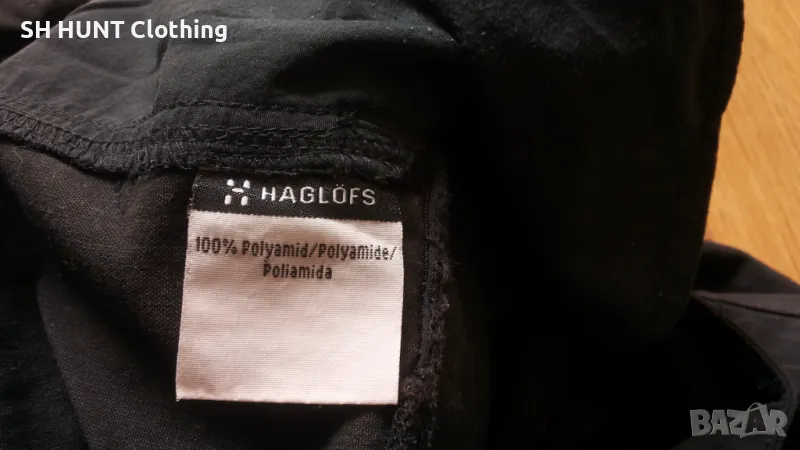 SH HUNT Clothing
HAGLÖFS
100% Polyamid/Polyamide/
Poliamida
BAZAR